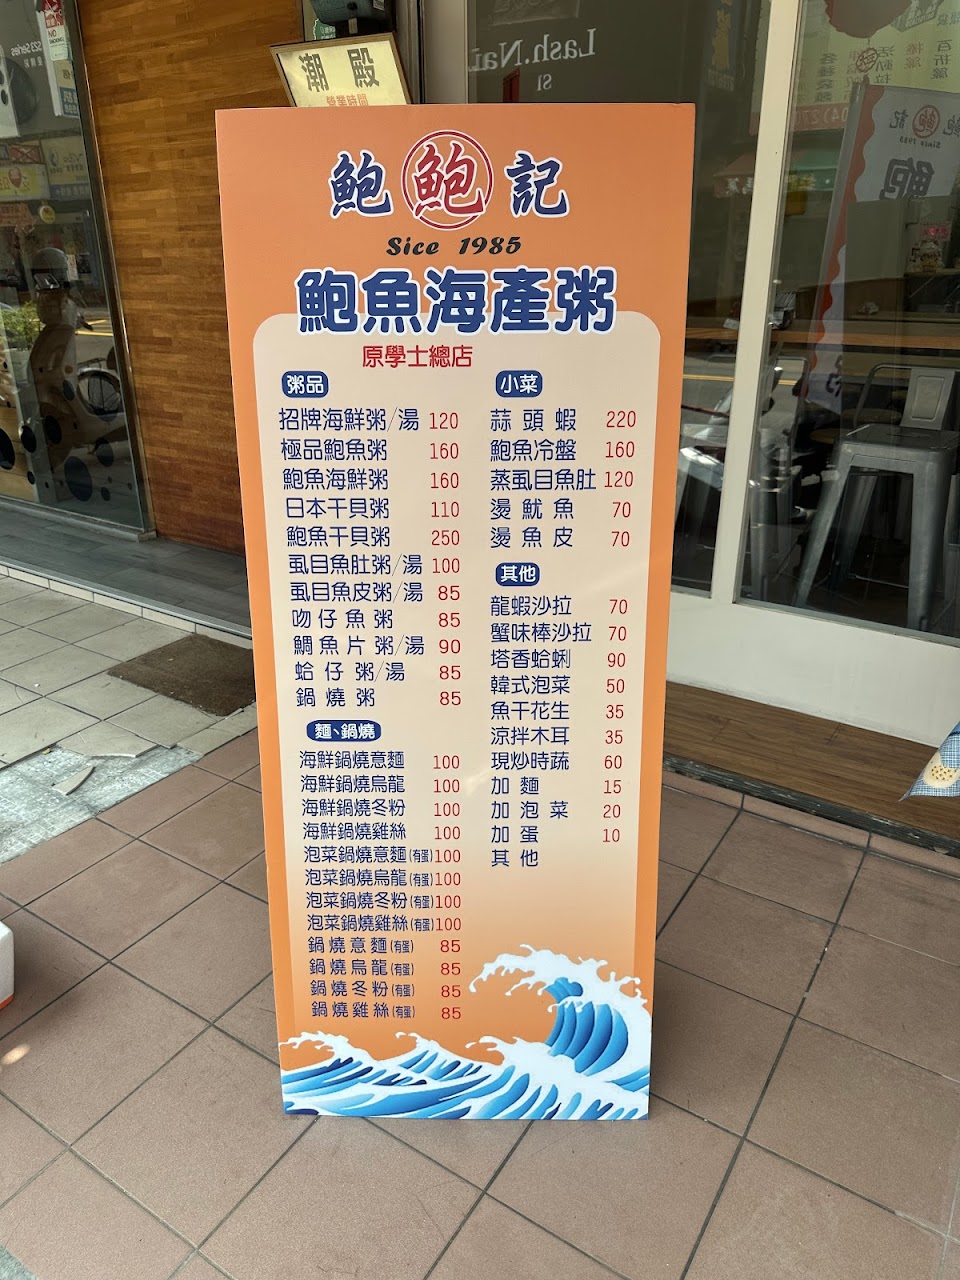 潮殿
鮑 鮑 記
Sice 1985
鮑魚海產粥
原學士總店
粥品
招牌海鮮粥/湯 120
極品鮑魚粥 160
鮑魚海鮮粥 160
日本干貝粥 110
鮑魚干貝粥 250
虱目魚肚粥/湯 100
虱目魚皮粥/湯 85
吻仔魚粥 85
鯛魚片粥/湯 90
蛤仔粥/湯 85
鍋燒粥 85
麵、鍋燒
海鮮鍋燒意麵 100
海鮮鍋燒烏龍 100
海鮮鍋燒冬粉 100
海鮮鍋燒雞絲 100
泡菜鍋燒意麵(有蛋)100
泡菜鍋燒烏龍(有蛋)100
泡菜鍋燒冬粉(有蛋)100
泡菜鍋燒雞絲(有蛋)100
鍋燒意麵(有蛋) 85
鍋燒烏龍(有蛋) 85
鍋燒冬粉(有蛋) 85
鍋燒雞絲(有蛋) 85
小菜
蒜頭蝦 220
鮑魚冷盤 160
蒸虱目魚肚 120
燙魷魚 70
燙魚皮 70
其他
龍蝦沙拉 70
蟹味棒沙拉 70
塔香蛤蜊 90
韓式泡菜 50
魚干花生 35
涼拌木耳 35
現炒時蔬 60
加麵 15
加泡菜 20
加蛋 10
其他
Lash.Nai